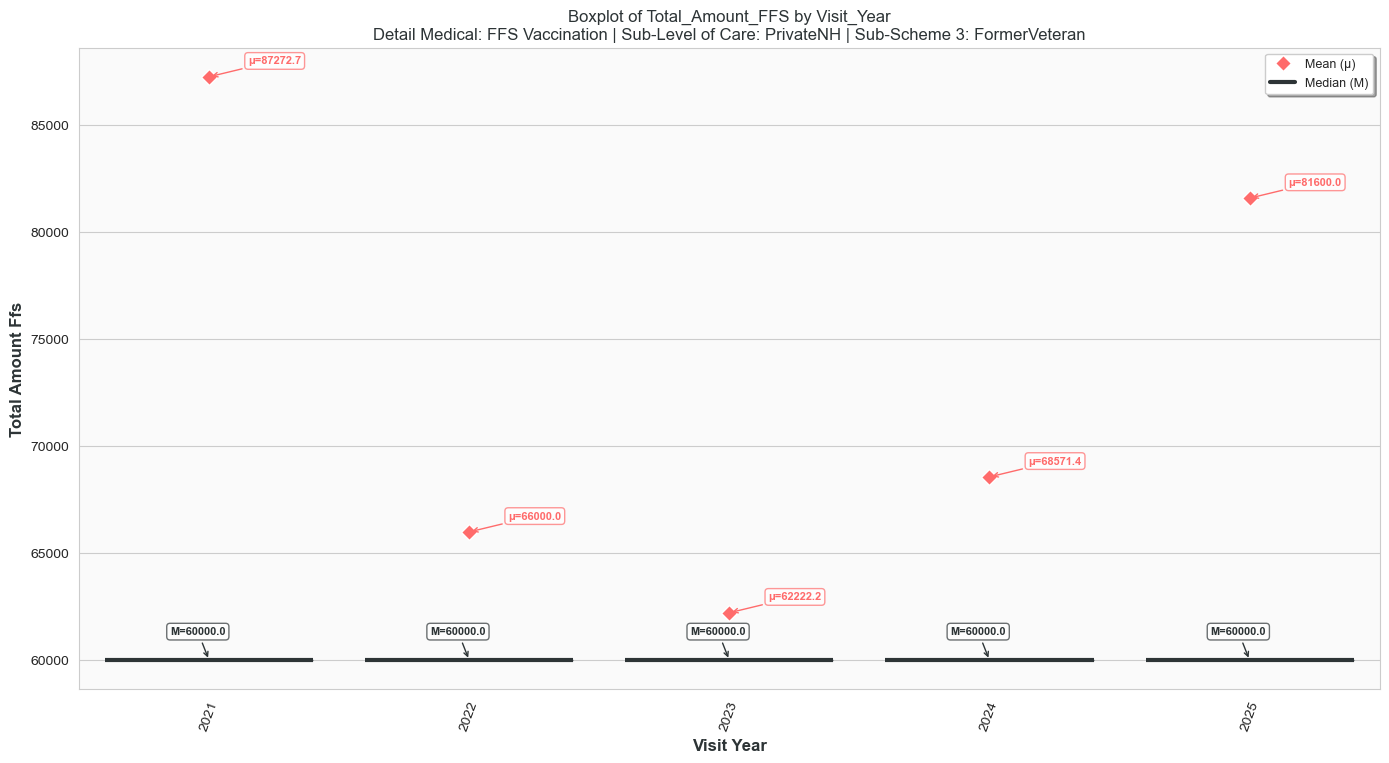 Boxplot of Total_Amount_FFS by Visit_Year
Detail Medical: FFS Vaccination | Sub-Level of Care: PrivateNH | Sub-Scheme 3: FormerVeteran
μ=87272.7
Mean (μ)
Median (M)
85000
μ=81600.0
80000
Total Amount Ffs
75000
70000
μ=68571.4
μ=66000.0
65000
μ=62222.2
M=60000.0
M=60000.0
M=60000.0
M=60000.0
M=60000.0
60000
2021
2022
2023
2024
2025
Visit Year